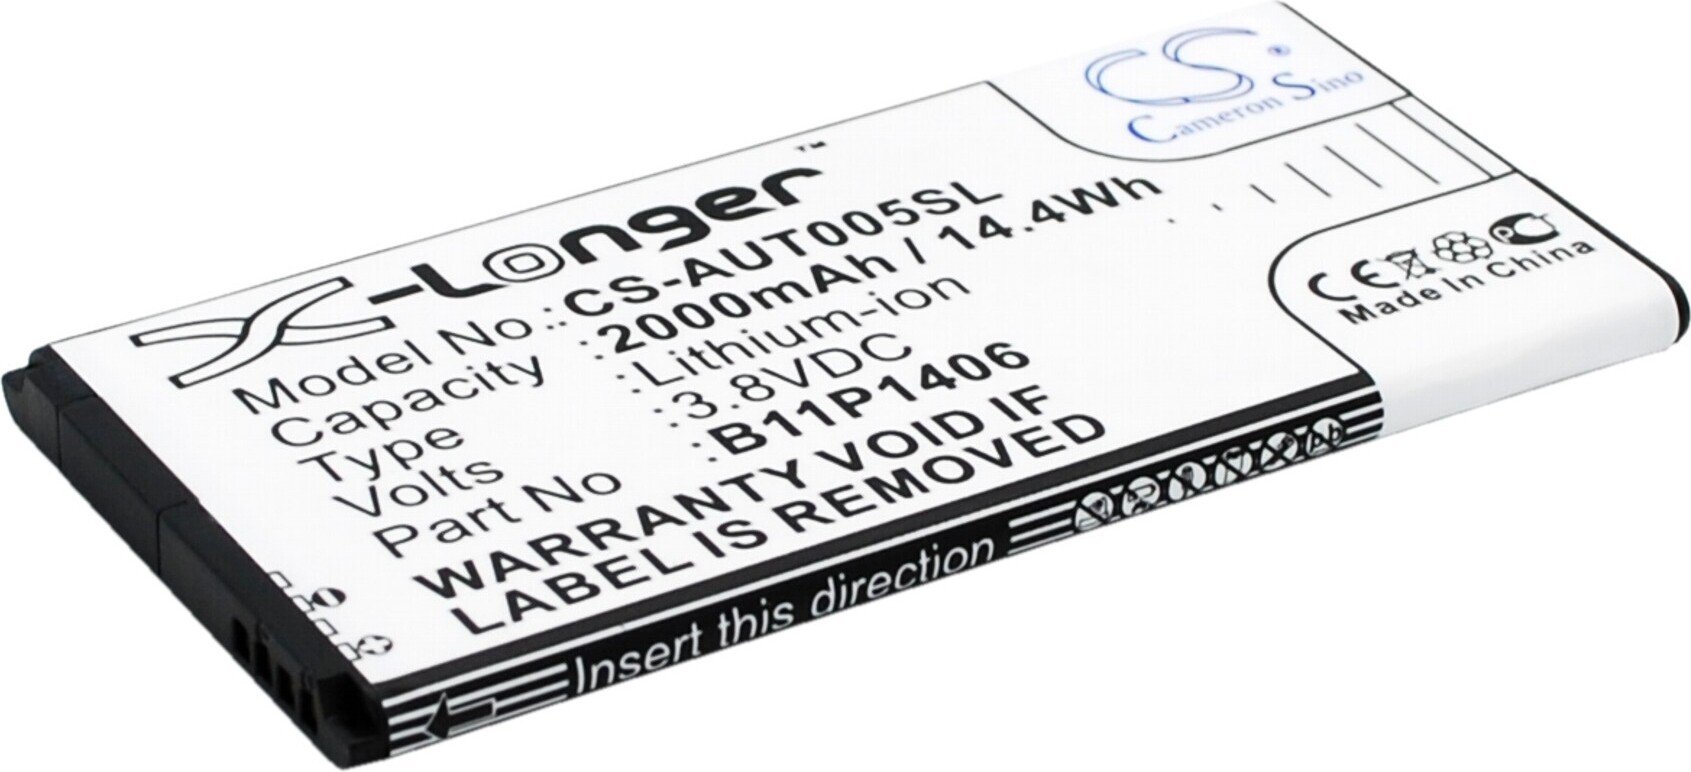 CS®
Cameron Sino
X-Longer™
Model No.: CS-AUT005SL
Capacity : 2000mAh / 14.4Wh
Type : Lithium-ion
Volts : 3.8VDC
Part No : B11P1406
WARRANTY VOID IF
LABEL IS REMOVED
CE
Made in China
Insert this direction